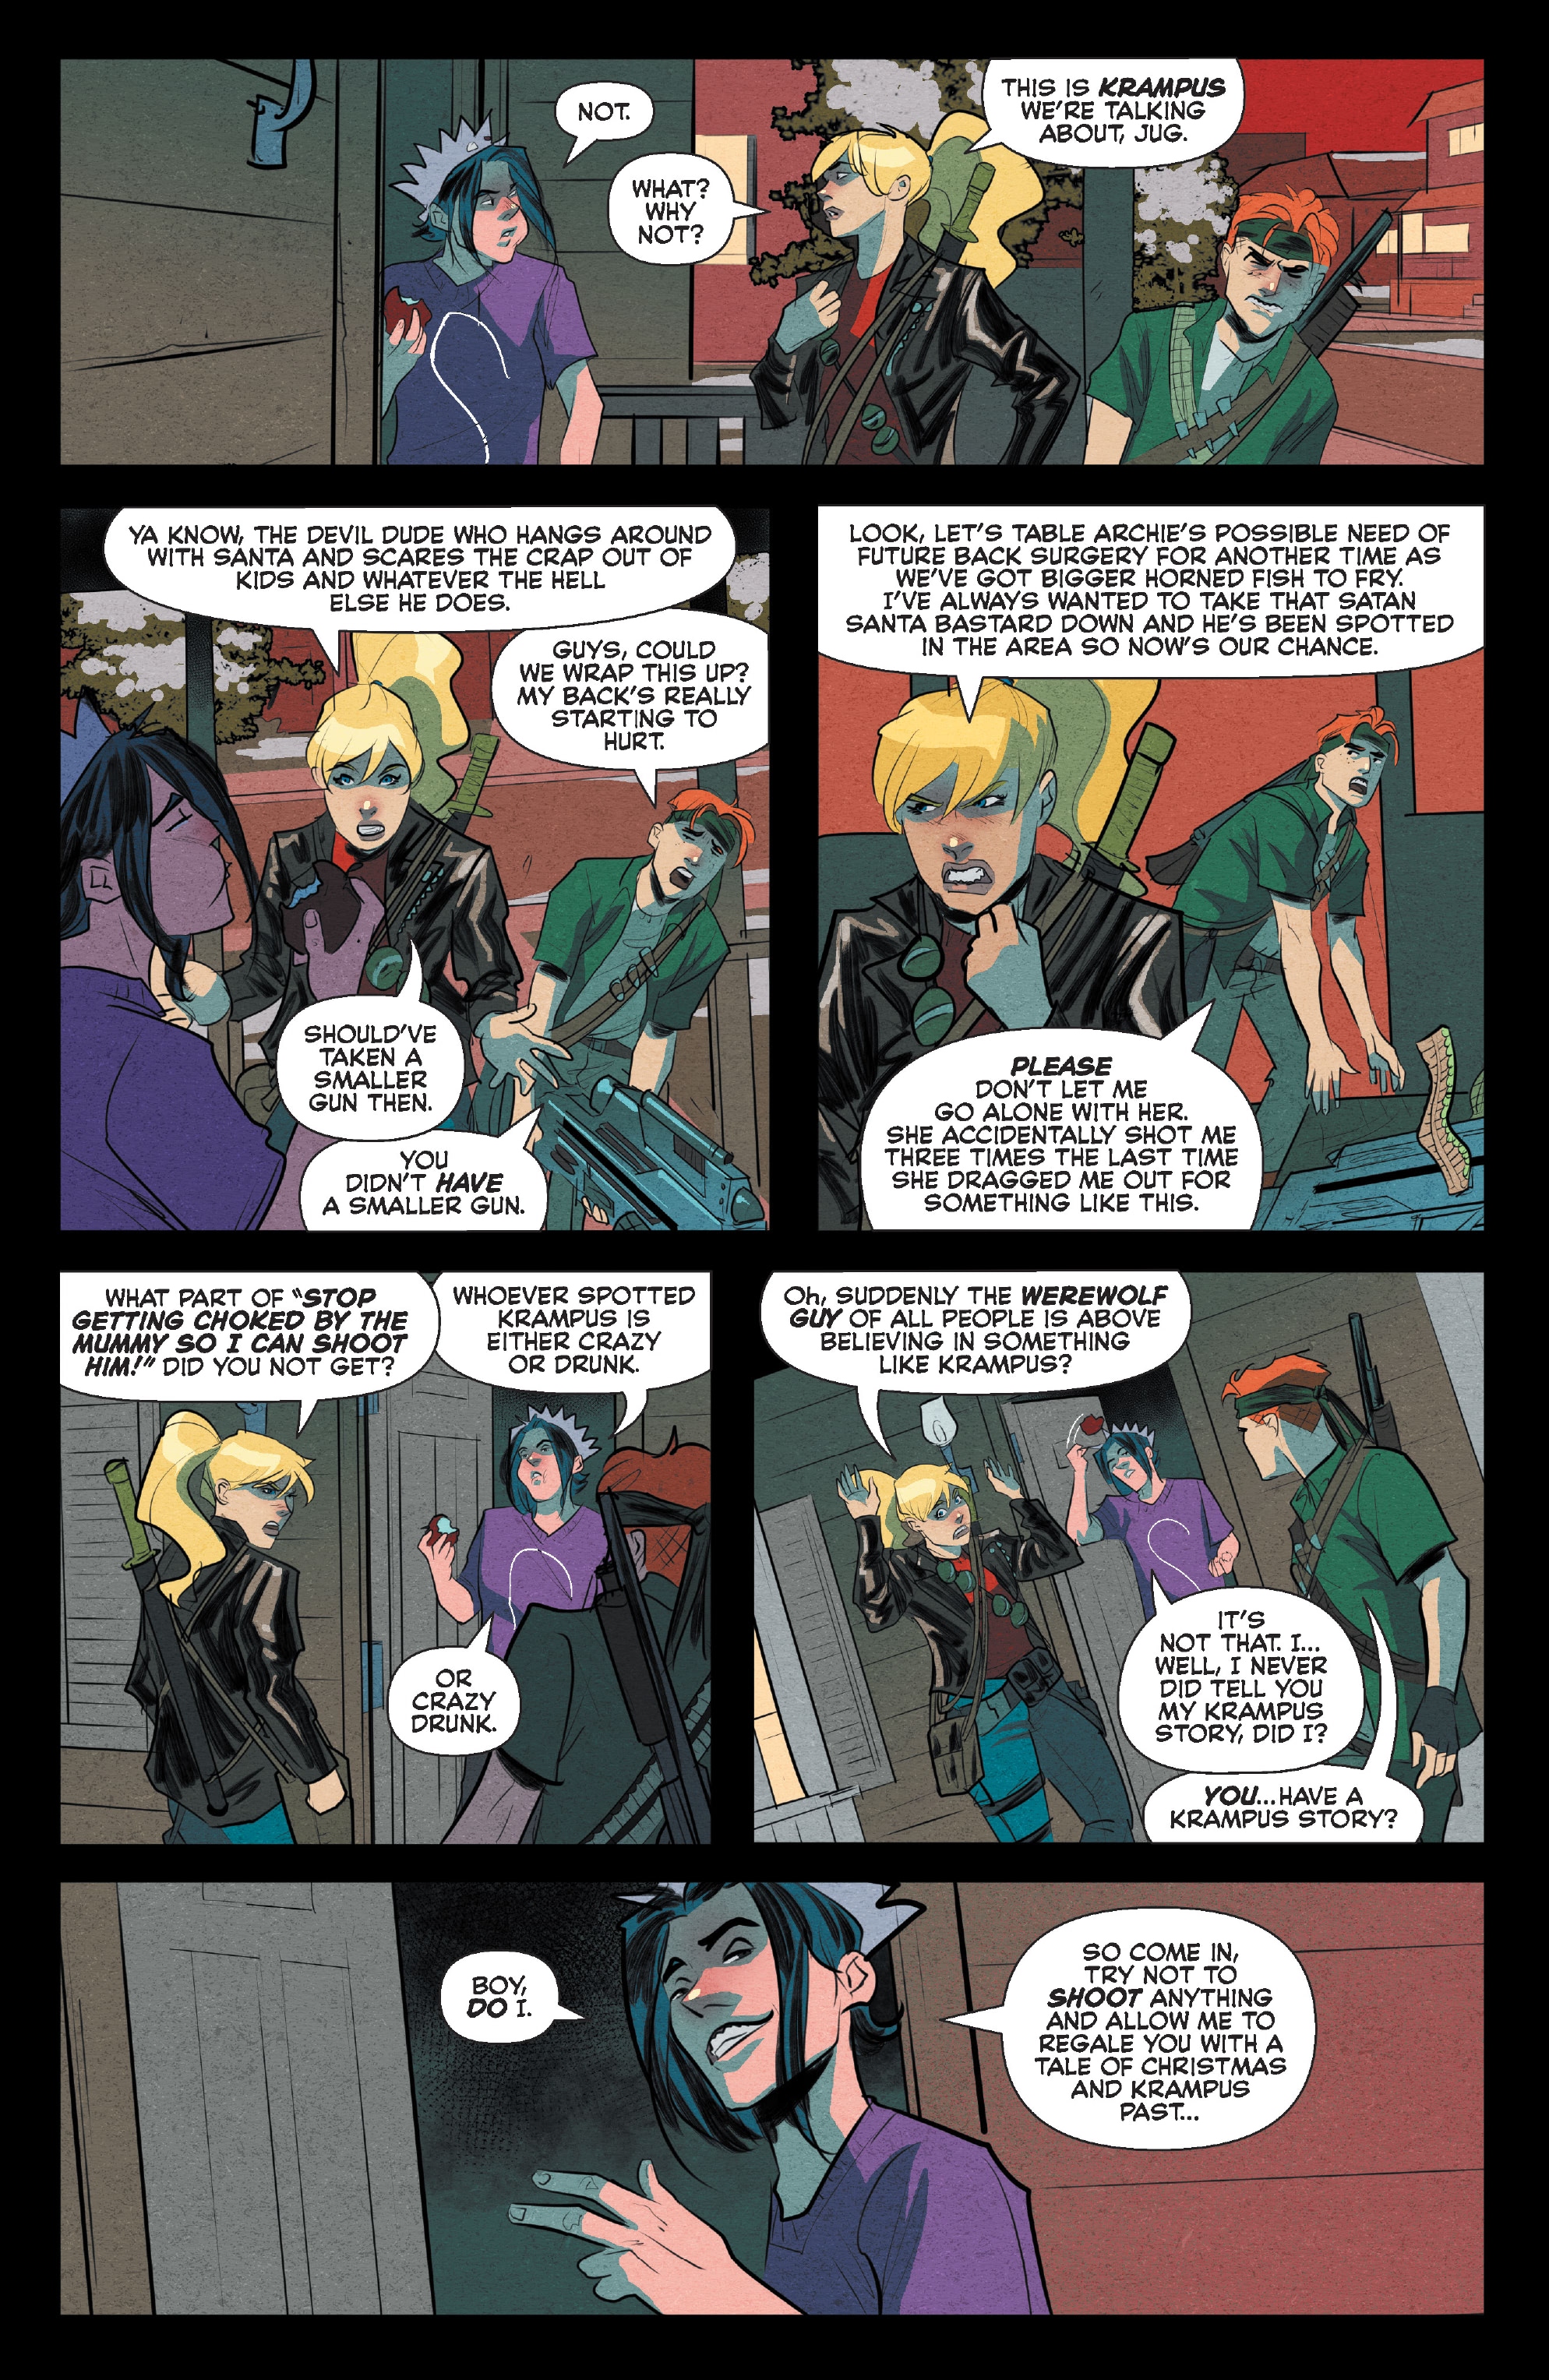 NOT.
WHAT?
WHY
NOT?
THIS IS KRAMPUS
WE'RE TALKING
ABOUT, JUG.
YA KNOW, THE DEVIL DUDE WHO HANGS AROUND
WITH SANTA AND SCARES THE CRAP OUT OF
KIDS AND WHATEVER THE HELL
ELSE HE DOES.
GUYS, COULD
WE WRAP THIS UP?
MY BACK'S REALLY
STARTING TO
HURT.
SHOULD'VE
TAKEN A
SMALLER
GUN THEN.
YOU
DIDN'T HAVE
A SMALLER GUN.
LOOK, LET'S TABLE ARCHIE'S POSSIBLE NEED OF
FUTURE BACK SURGERY FOR ANOTHER TIME AS
WE'VE GOT BIGGER HORNED FISH TO FRY.
I'VE ALWAYS WANTED TO TAKE THAT SATAN
SANTA BASTARD DOWN AND HE'S BEEN SPOTTED
IN THE AREA SO NOW'S OUR CHANCE.
PLEASE
DON'T LET ME
GO ALONE WITH HER.
SHE ACCIDENTALLY SHOT ME
THREE TIMES THE LAST TIME
SHE DRAGGED ME OUT FOR
SOMETHING LIKE THIS.
WHAT PART OF "STOP
GETTING CHOKED BY THE
MUMMY SO I CAN SHOOT
HIM!" DID YOU NOT GET?
WHOEVER SPOTTED
KRAMPUS IS
EITHER CRAZY
OR DRUNK.
OR
CRAZY
DRUNK.
Oh, SUDDENLY THE WEREWOLF
GUY OF ALL PEOPLE IS ABOVE
BELIEVING IN SOMETHING
LIKE KRAMPUS?
IT'S
NOT THAT. I...
WELL, I NEVER
DID TELL YOU
MY KRAMPUS
STORY, DID I?
YOU...HAVE A
KRAMPUS STORY?
BOY,
DO I.
SO COME IN,
TRY NOT TO
SHOOT ANYTHING
AND ALLOW ME TO
REGALE YOU WITH A
TALE OF CHRISTMAS
AND KRAMPUS
PAST...